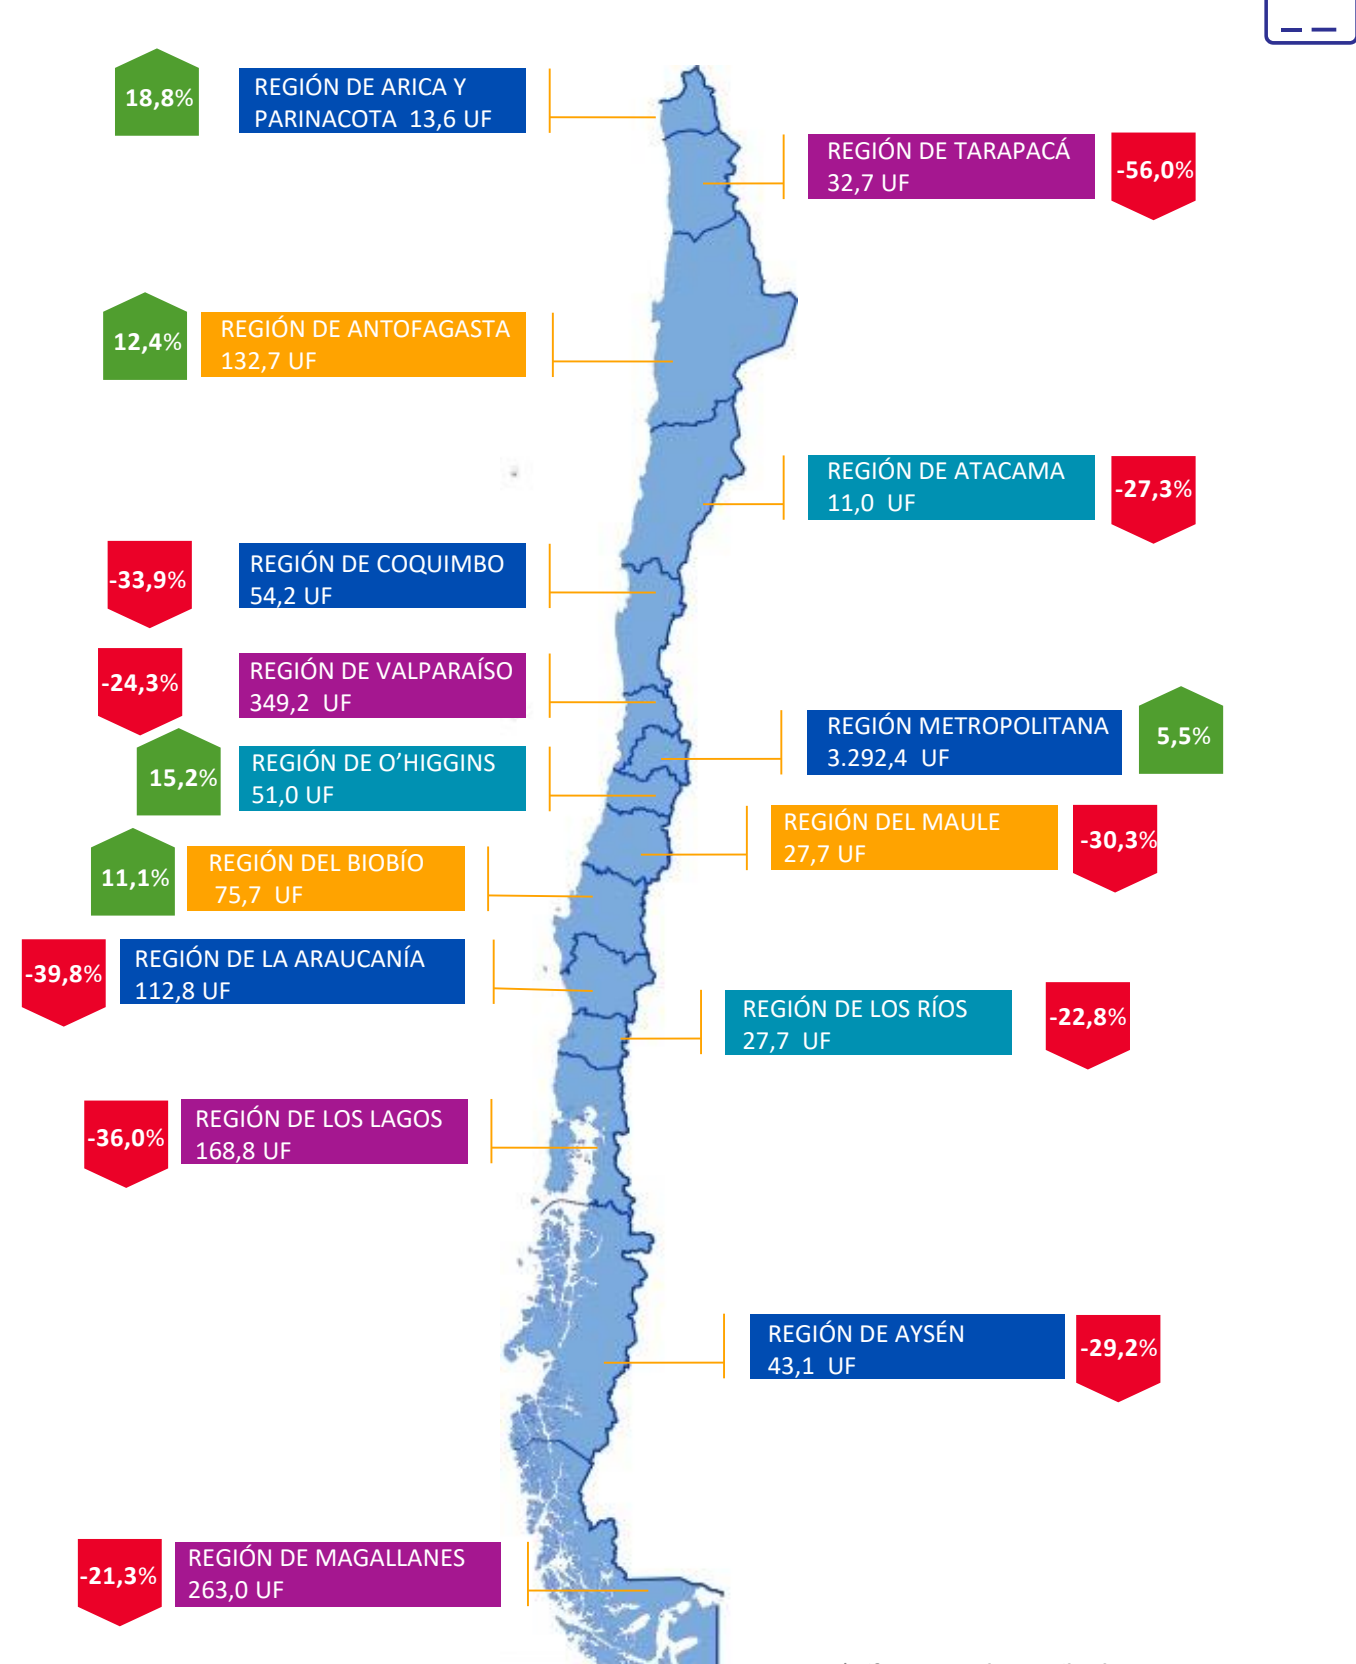 18,8%
REGIÓN DE ARICA Y
PARINACOTA 13,6 UF
REGIÓN DE TARAPACÁ
32,7 UF
-56,0%
12,4%
REGIÓN DE ANTOFAGASTA
132,7 UF
REGIÓN DE ATACAMA
11,0 UF
-27,3%
-33,9%
REGIÓN DE COQUIMBO
54,2 UF
-24,3%
REGIÓN DE VALPARAÍSO
349,2 UF
REGIÓN METROPOLITANA
3.292,4 UF
5,5%
15,2%
REGIÓN DE O’HIGGINS
51,0 UF
REGIÓN DEL MAULE
27,7 UF
-30,3%
11,1%
REGIÓN DEL BIOBÍO
75,7 UF
-39,8%
REGIÓN DE LA ARAUCANÍA
112,8 UF
REGIÓN DE LOS RÍOS
27,7 UF
-22,8%
-36,0%
REGIÓN DE LOS LAGOS
168,8 UF
REGIÓN DE AYSÉN
43,1 UF
-29,2%
-21,3%
REGIÓN DE MAGALLANES
263,0 UF